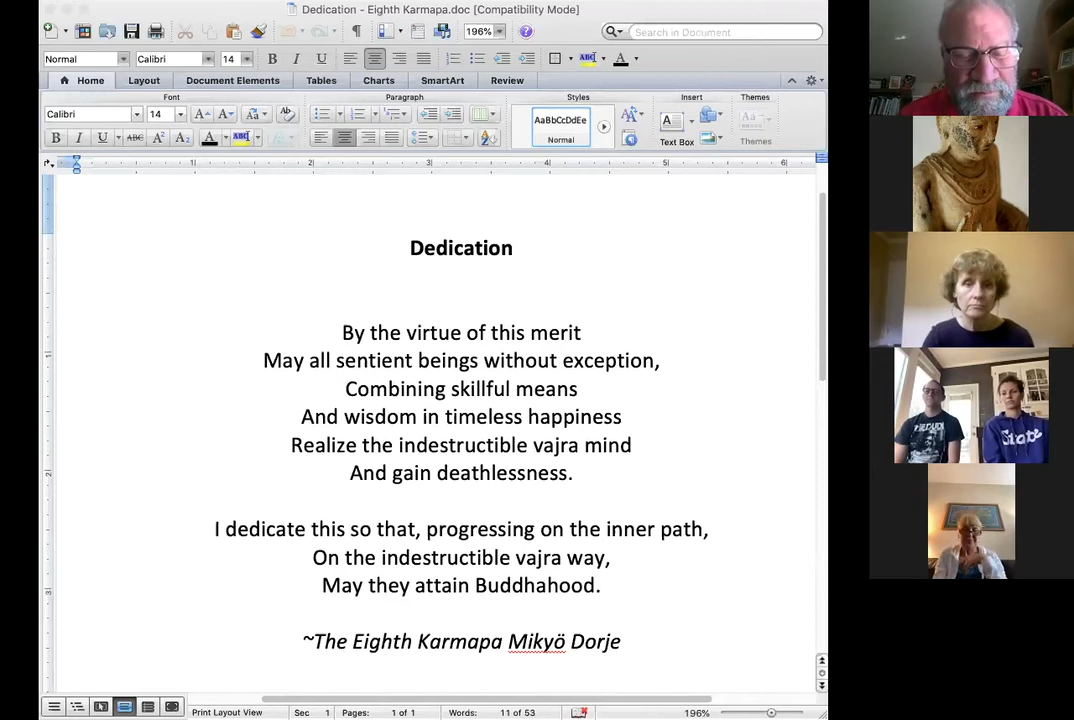 Dedication - Eighth Karmapa.doc [Compatibility Mode]
196%
Search in Document
Normal
Calibri
14
Home
Layout
Document Elements
Tables
Charts
SmartArt
Review
Font
Paragraph
Styles
Insert
Themes
Calibri
14
AaBbCcDdEe
Normal
Text Box
Themes
Dedication
By the virtue of this merit
May all sentient beings without exception,
Combining skillful means
And wisdom in timeless happiness
Realize the indestructible vajra mind
And gain deathlessness.
I dedicate this so that, progressing on the inner path,
On the indestructible vajra way,
May they attain Buddhahood.
~The Eighth Karmapa Mikyö Dorje
Print Layout View
Sec 1
Pages: 1 of 1
Words: 11 of 53
196%
Skate